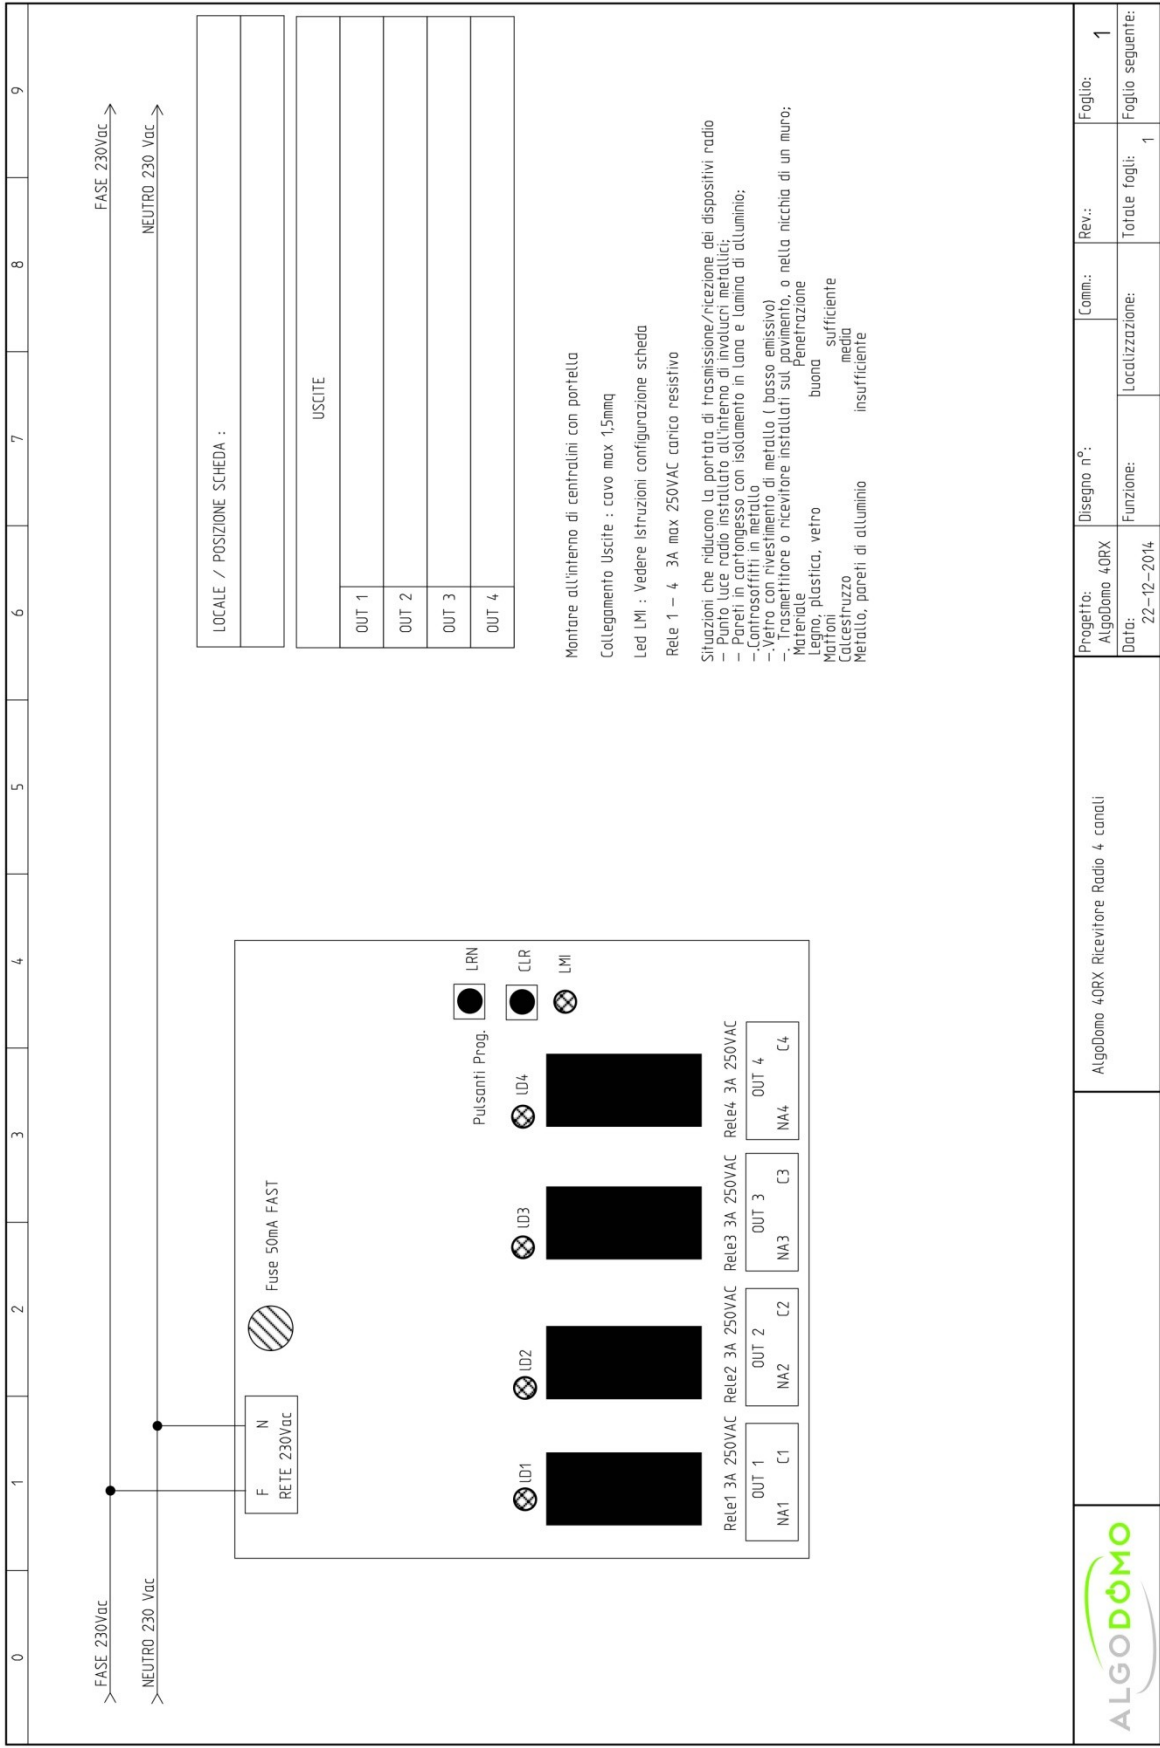 0 1 2 3 4 5 6 7 8 9
FASE 230Vac
FASE 230Vac
NEUTRO 230 Vac
NEUTRO 230 Vac
F N
RETE 230Vac
Fuse 50mA FAST
Pulsanti Prog.
LRN
CLR
LMI
LD1
LD2
LD3
LD4
Rele1 3A 250VAC
Rele2 3A 250VAC
Rele3 3A 250VAC
Rele4 3A 250VAC
OUT 1
NA1 C1
OUT 2
NA2 C2
OUT 3
NA3 C3
OUT 4
NA4 C4
LOCALE / POSIZIONE SCHEDA :
USCITE
OUT 1
OUT 2
OUT 3
OUT 4
Montare all'interno di centralini con portella
Collegamento Uscite : cavo max 1,5mmq
Led LMI : Vedere Istruzioni configurazione scheda
Rele 1 – 4 3A max 250VAC carico resistivo
Situazioni che riducono la portata di trasmissione/ricezione dei dispositivi radio
– Punto luce radio installato all'interno di involucri metallici;
– Pareti in cartongesso con isolamento in lana e lamina di alluminio;
–.Controsoffitti in metallo
–.Vetro con rivestimento di metallo ( basso emissivo)
–. Trasmettitore o ricevitore installati sul pavimento, o nella nicchia di un muro;
Materiale Penetrazione
Legno, plastica, vetro buona
Mattoni sufficiente
Calcestruzzo media
Metallo, pareti di alluminio insufficiente
ALGODOMO
AlgoDomo 4ORX Ricevitore Radio 4 canali
Progetto:
AlgoDomo 4ORX
Data:
22-12-2014
Disegno n°:
Funzione:
Comm.:
Localizzazione:
Rev.:
Totale fogli: 1
Foglio: 1
Foglio seguente: